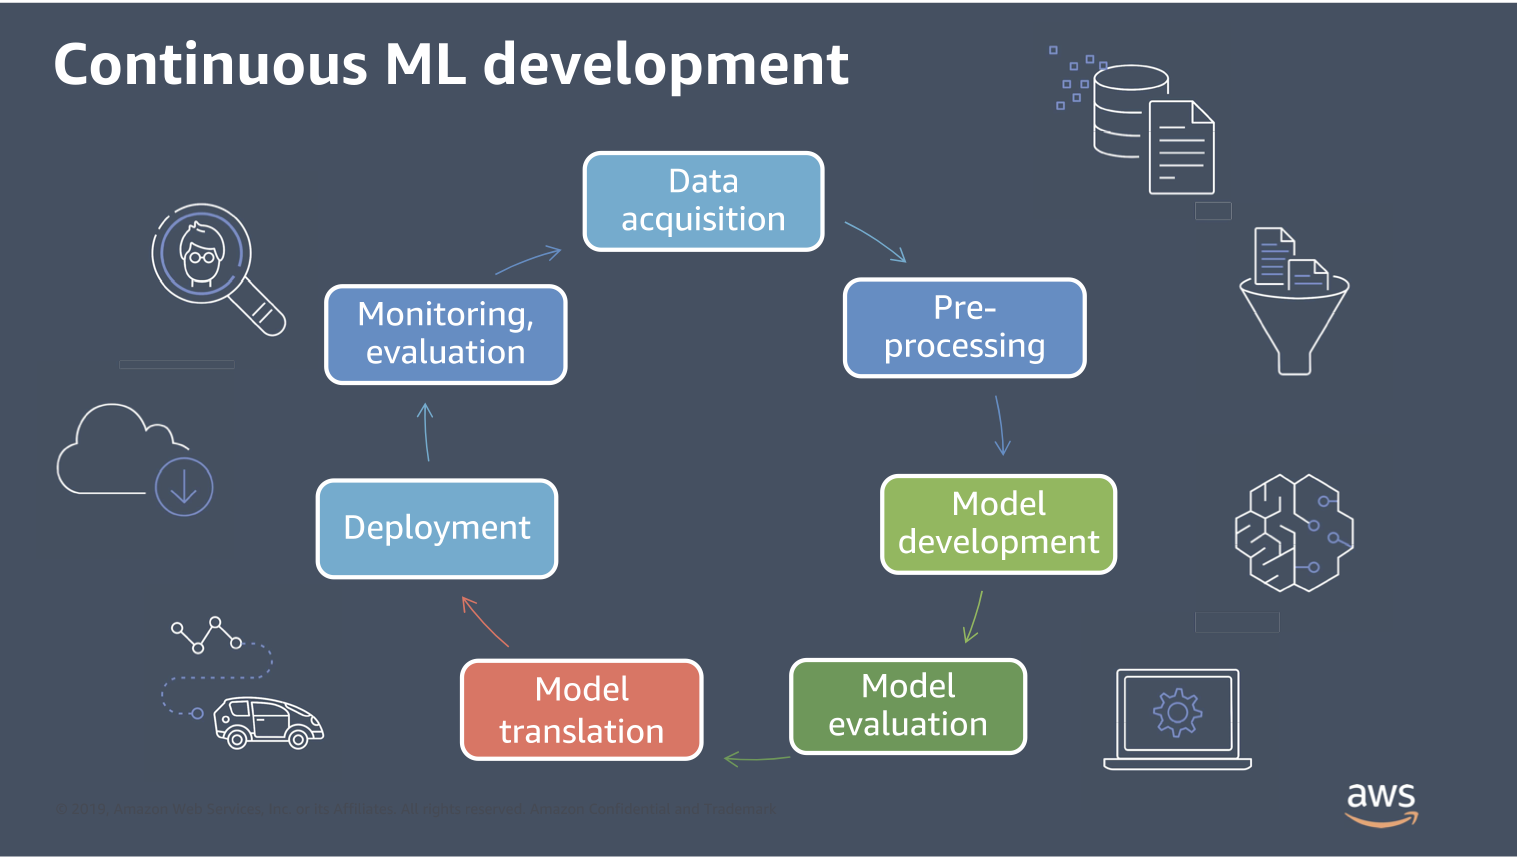 Continuous ML development
Data
acquisition
Pre-
processing
Model
development
Model
evaluation
Model
translation
Deployment
Monitoring,
evaluation
© 2019, Amazon Web Services, Inc. or its Affiliates. All rights reserved. Amazon Confidential and Trademark
aws